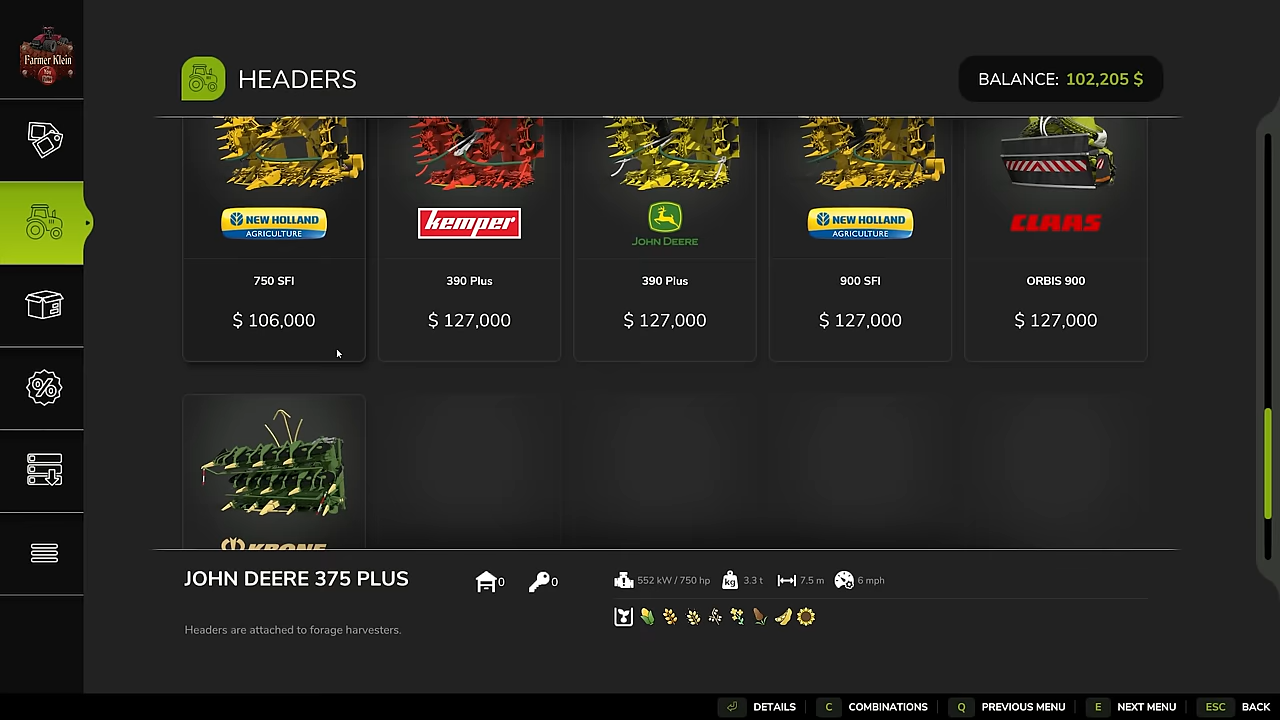 Farmer Klein
You
HEADERS
BALANCE: 102,205 $
NEW HOLLAND
AGRICULTURE
750 SFI
$ 106,000
kemper
390 Plus
$ 127,000
JOHN DEERE
390 Plus
$ 127,000
NEW HOLLAND
AGRICULTURE
900 SFI
$ 127,000
CLAAS
ORBIS 900
$ 127,000
KRONE
JOHN DEERE 375 PLUS
0
0
552 kW / 750 hp
kg
3.3 t
7.5 m
6 mph
Headers are attached to forage harvesters.
DETAILS
C COMBINATIONS
Q PREVIOUS MENU
E NEXT MENU
ESC BACK